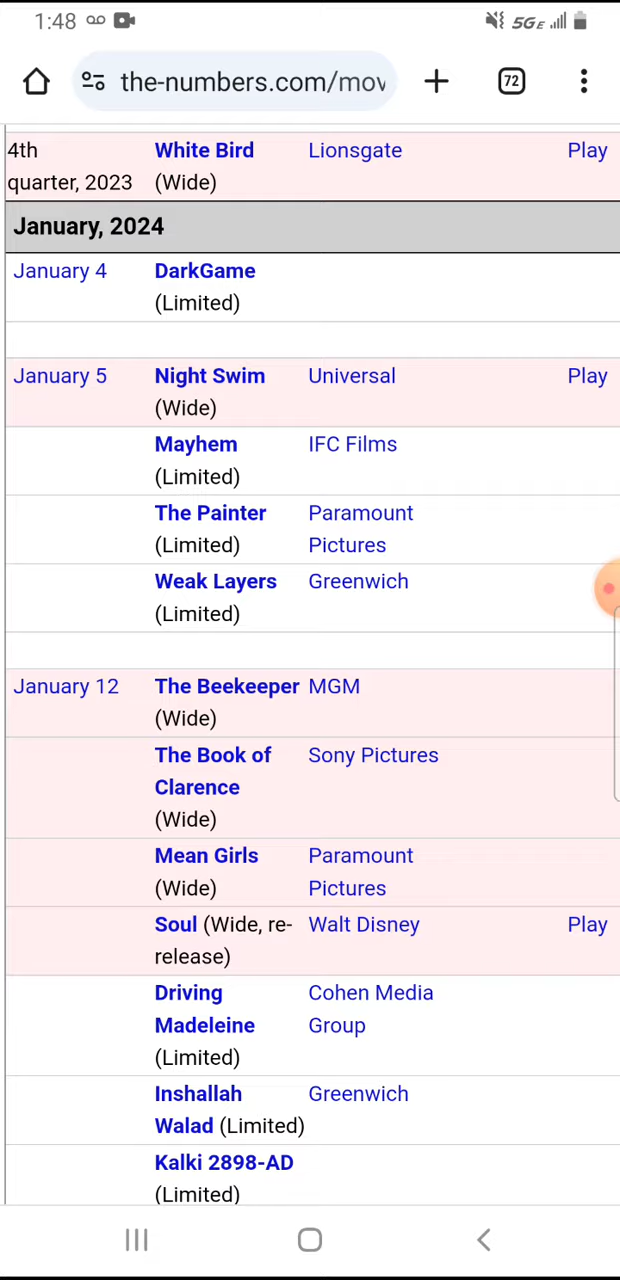 1:48
5GE
the-numbers.com/mov
72
4th White Bird Lionsgate Play
quarter, 2023 (Wide)
January, 2024
January 4 DarkGame
(Limited)
January 5 Night Swim Universal Play
(Wide)
Mayhem IFC Films
(Limited)
The Painter Paramount
(Limited) Pictures
Weak Layers Greenwich
(Limited)
January 12 The Beekeeper MGM
(Wide)
The Book of Sony Pictures
Clarence
(Wide)
Mean Girls Paramount
(Wide) Pictures
Soul (Wide, re- Walt Disney Play
release)
Driving Cohen Media
Madeleine Group
(Limited)
Inshallah Greenwich
Walad (Limited)
Kalki 2898-AD
(Limited)